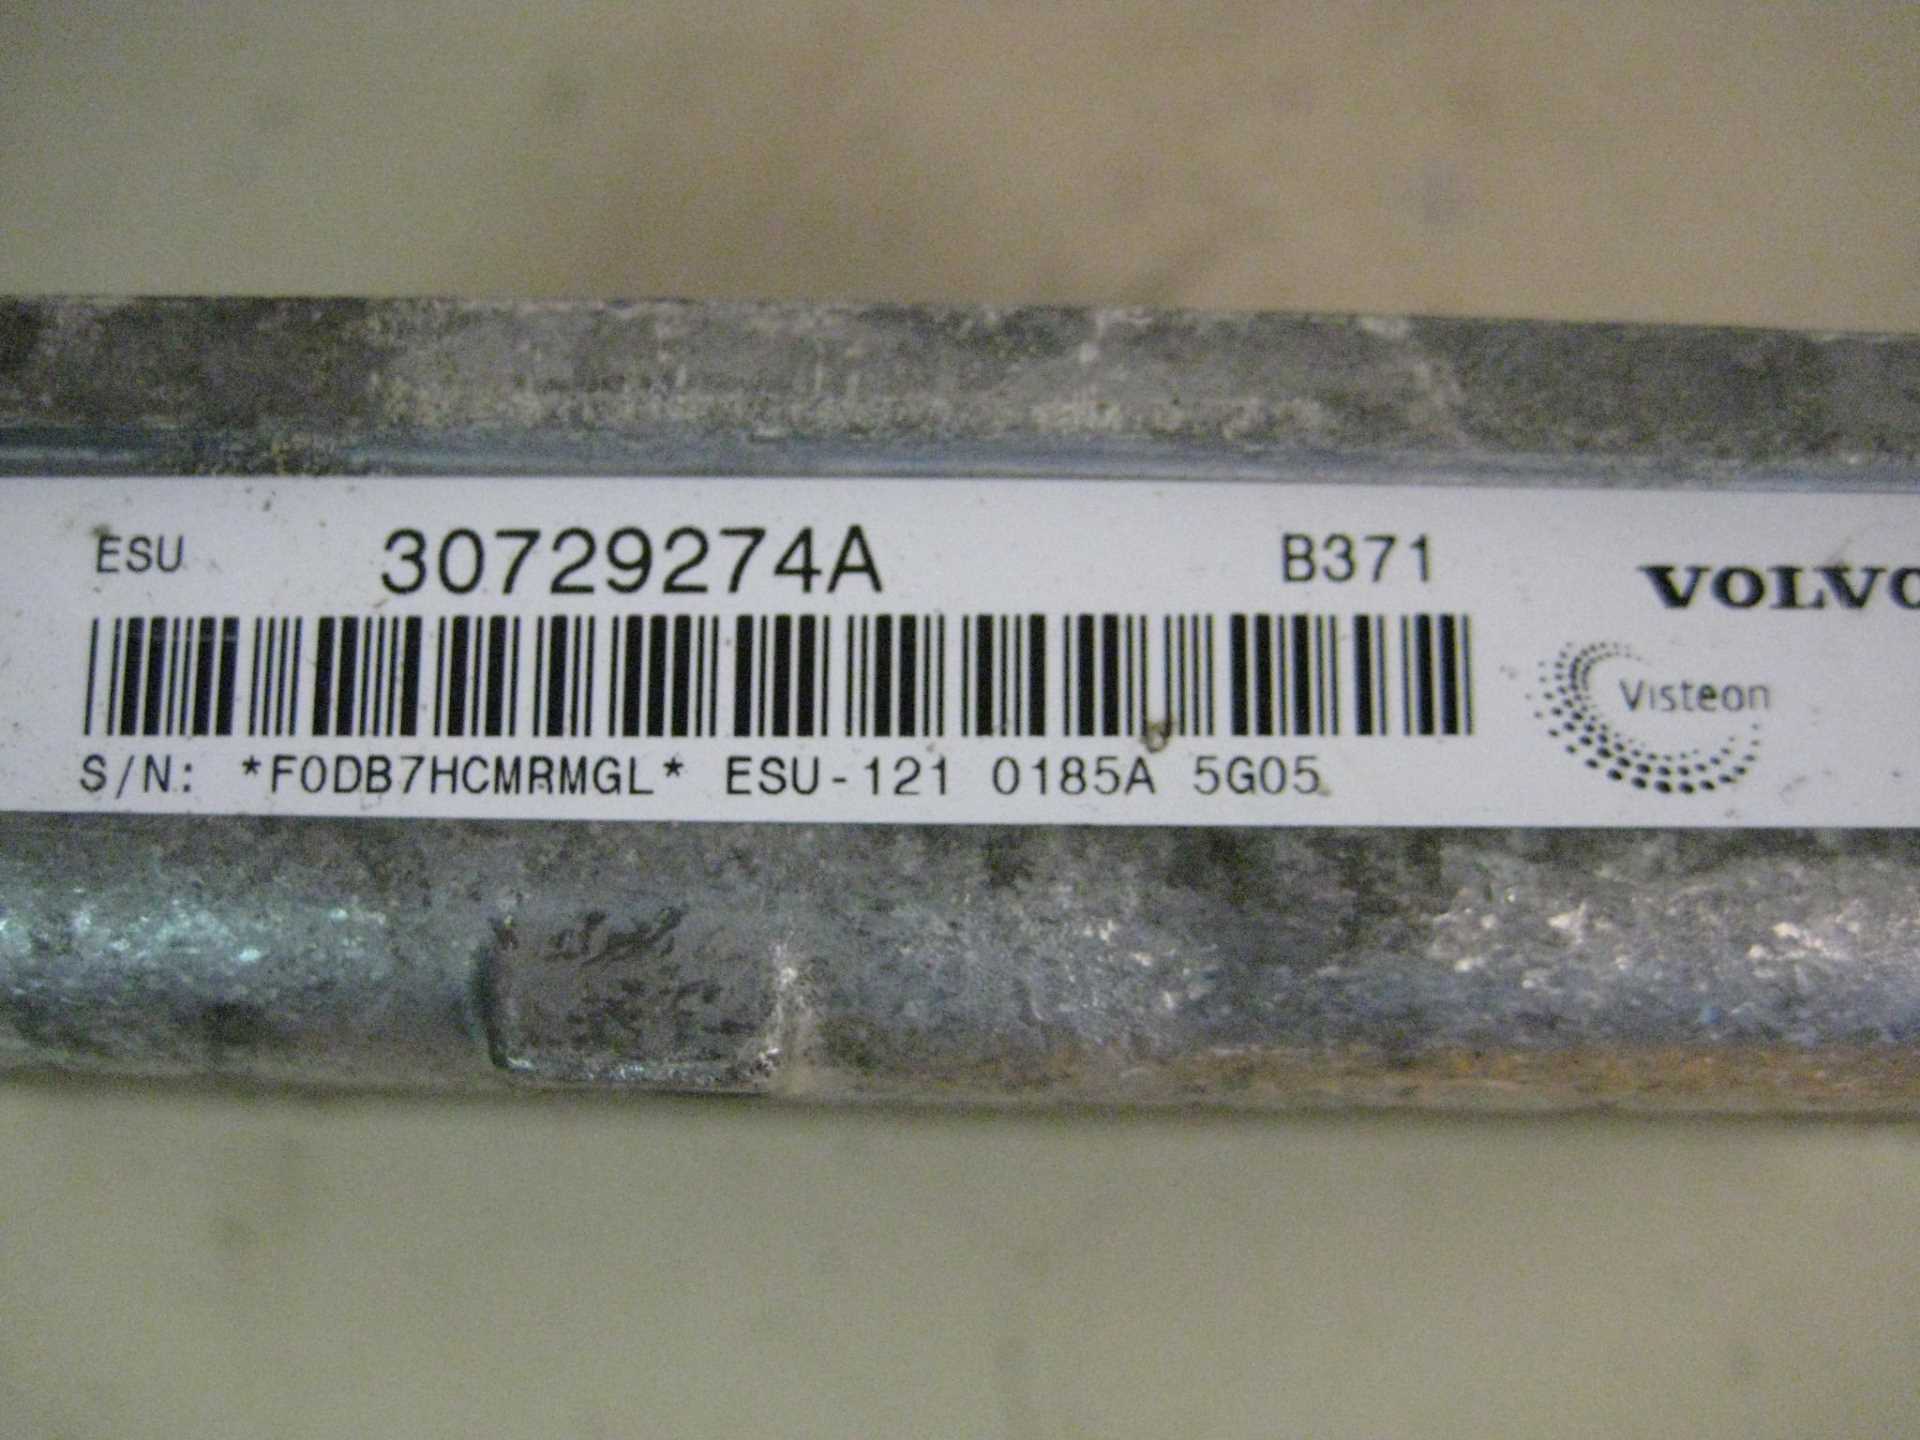 ESU 30729274A B371 VOLVO
Visteon
S/N: *F0DB7HCMRMGL* ESU-121 0185A 5G05